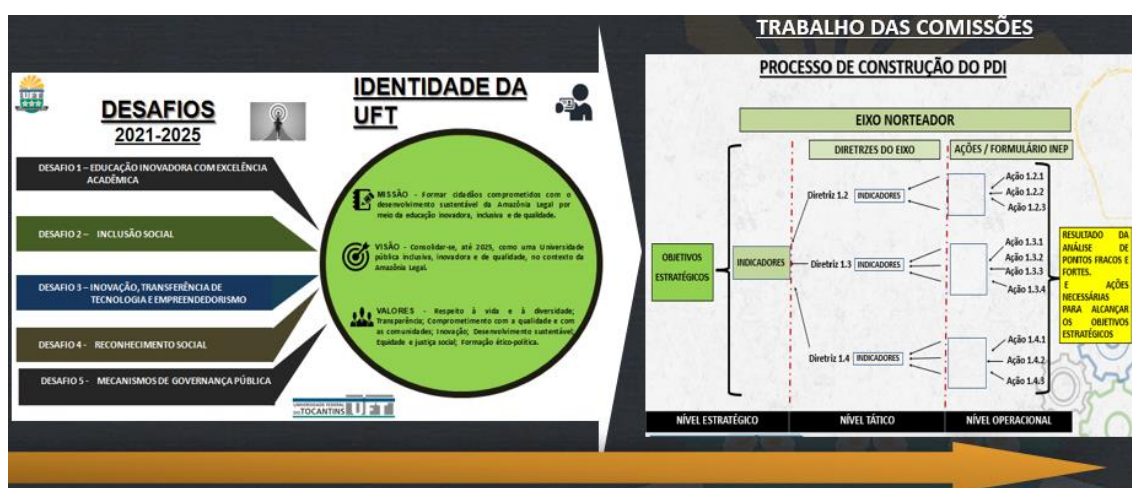 UFT
DESAFIOS
2021-2025
DESAFIO 1 – EDUCAÇÃO INOVADORA COM EXCELÊNCIA
ACADÊMICA
DESAFIO 2 – INCLUSÃO SOCIAL
DESAFIO 3 – INOVAÇÃO, TRANSFERÊNCIA DE
TECNOLOGIA E EMPREENDEDORISMO
DESAFIO 4 - RECONHECIMENTO SOCIAL
DESAFIO 5 - MECANISMOS DE GOVERNANÇA PÚBLICA
IDENTIDADE DA
UFT
MISSÃO - Formar cidadãos comprometidos com o
desenvolvimento sustentável da Amazônia Legal por
meio da educação inovadora, inclusiva e de qualidade.
VISÃO - Consolidar-se, até 2025, como uma Universidade
pública inclusiva, inovadora e de qualidade, no contexto da
Amazônia Legal.
VALORES - Respeito à vida e à diversidade;
Transparência; Comprometimento com a qualidade e com
as comunidades; Inovação; Desenvolvimento sustentável;
Equidade e justiça social; Formação ético-política.
UNIVERSIDADE FEDERAL
DO TOCANTINS
UFT
TRABALHO DAS COMISSÕES
PROCESSO DE CONSTRUÇÃO DO PDI
EIXO NORTEADOR
DIRETRZES DO EIXO
AÇÕES / FORMULÁRIO INEP
OBJETIVOS
ESTRATÉGICOS
INDICADORES
Diretriz 1.2 INDICADORES
Ação 1.2.1
Ação 1.2.2
Ação 1.2.3
Diretriz 1.3 INDICADORES
Ação 1.3.1
Ação 1.3.2
Ação 1.3.3
Ação 1.3.4
Diretriz 1.4 INDICADORES
Ação 1.4.1
Ação 1.4.2
Ação 1.4.3
RESULTADO DA
ANÁLISE DE
PONTOS FRACOS E
FORTES.
E AÇÕES
NECESSÁRIAS
PARA ALCANÇAR
OS OBJETIVOS
ESTRATÉGICOS
NÍVEL ESTRATÉGICO
NÍVEL TÁTICO
NÍVEL OPERACIONAL